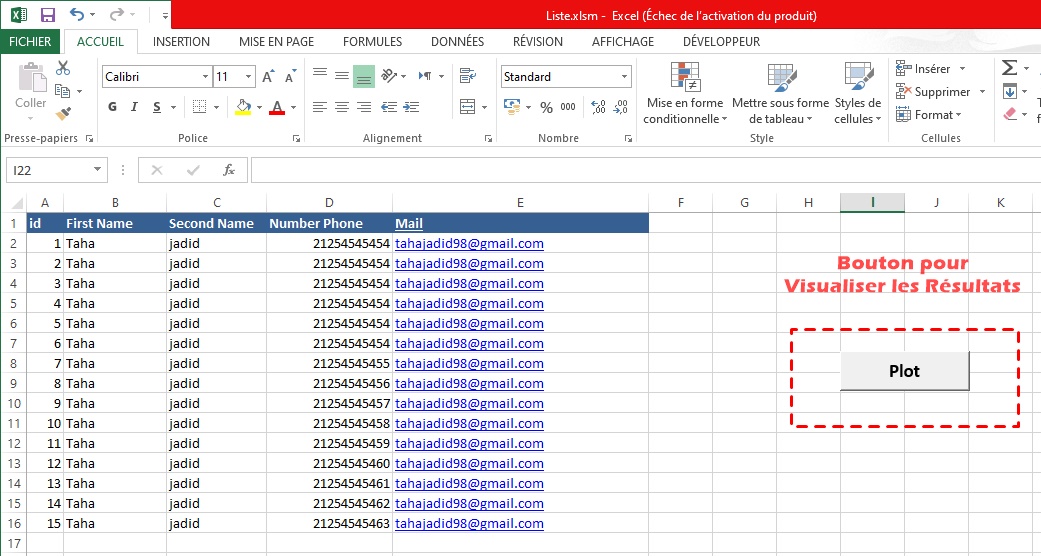 Liste.xlsm - Excel (Échec de l'activation du produit)
FICHIER ACCUEIL INSERTION MISE EN PAGE FORMULES DONNÉES RÉVISION AFFICHAGE DÉVELOPPEUR
Coller
Presse-papiers
Calibri 11
G I S
Police
Alignement
Standard
% 000
Nombre
Mise en forme conditionnelle
Mettre sous forme de tableau
Styles de cellules
Style
Insérer
Supprimer
Format
Cellules
I22 fx
A B C D E F G H I J K
1 id First Name Second Name Number Phone Mail
2 1 Taha jadid 21254545454 tahajadid98@gmail.com
3 2 Taha jadid 21254545454 tahajadid98@gmail.com
4 3 Taha jadid 21254545454 tahajadid98@gmail.com
5 4 Taha jadid 21254545454 tahajadid98@gmail.com
6 5 Taha jadid 21254545454 tahajadid98@gmail.com
7 6 Taha jadid 21254545454 tahajadid98@gmail.com
8 7 Taha jadid 21254545455 tahajadid98@gmail.com
9 8 Taha jadid 21254545456 tahajadid98@gmail.com
10 9 Taha jadid 21254545457 tahajadid98@gmail.com
11 10 Taha jadid 21254545458 tahajadid98@gmail.com
12 11 Taha jadid 21254545459 tahajadid98@gmail.com
13 12 Taha jadid 21254545460 tahajadid98@gmail.com
14 13 Taha jadid 21254545461 tahajadid98@gmail.com
15 14 Taha jadid 21254545462 tahajadid98@gmail.com
16 15 Taha jadid 21254545463 tahajadid98@gmail.com
17
Bouton pour
Visualiser les Résultats
Plot